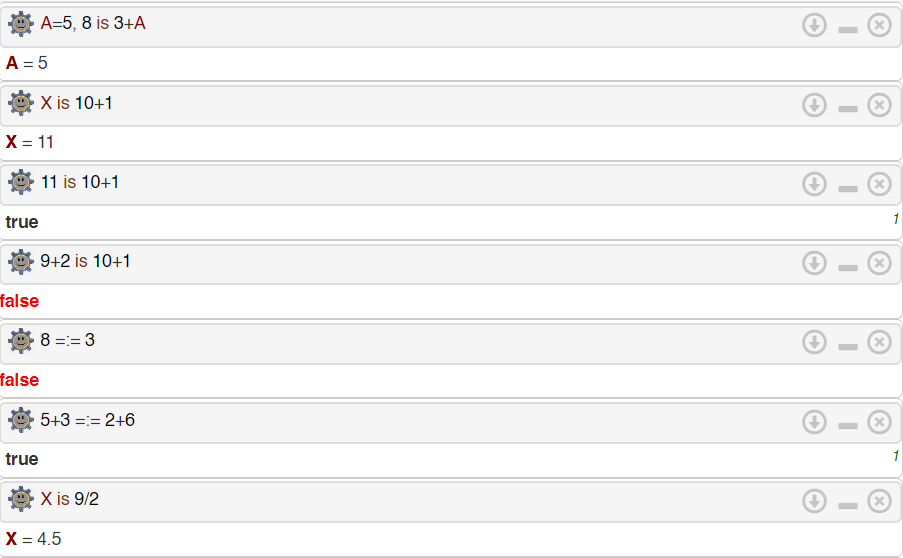 A=5, 8 is 3+A
A = 5
X is 10+1
X = 11
11 is 10+1
true 1
9+2 is 10+1
false
8 =:= 3
false
5+3 =:= 2+6
true 1
X is 9/2
X = 4.5